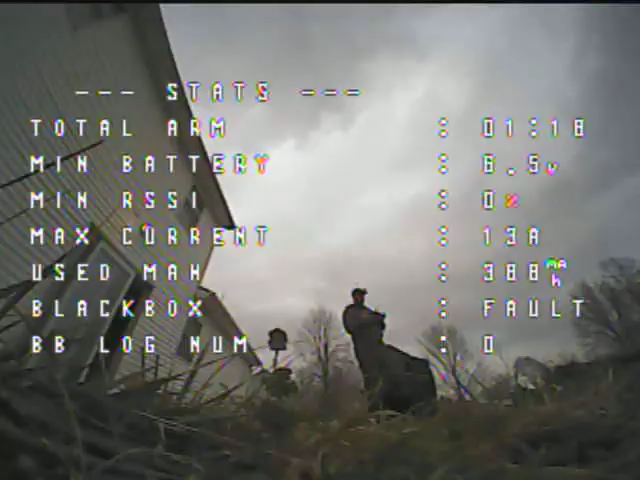 --- STATS ---
TOTAL ARM : 01:18
MIN BATTERY : 6.5V
MIN RSSI : 0%
MAX CURRENT : 13A
USED MAH : 388mAh
BLACKBOX : FAULT
BB LOG NUM : 0